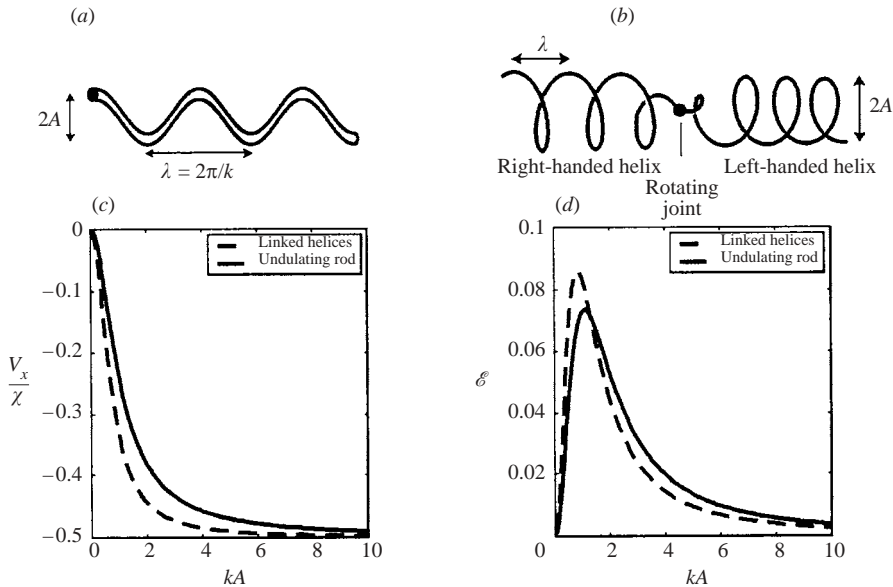 (a)
2A
λ = 2π/k
(b)
λ
2A
Right-handed helix
Left-handed helix
Rotating
joint
(c)
0
−0.1
−0.2
−0.3
−0.4
−0.5
V_x
χ
Linked helices
Undulating rod
0
2
4
6
8
10
kA
(d)
0.1
0.08
0.06
0.04
0.02
ℰ
Linked helices
Undulating rod
0
2
4
6
8
10
kA